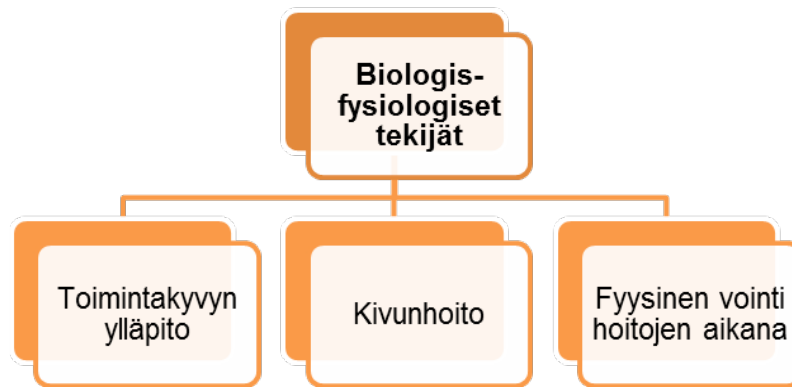 Biologis-
fysiologiset
tekijät
Toimintakyvyn
ylläpito
Kivunhoito
Fyysinen vointi
hoitojen aikana